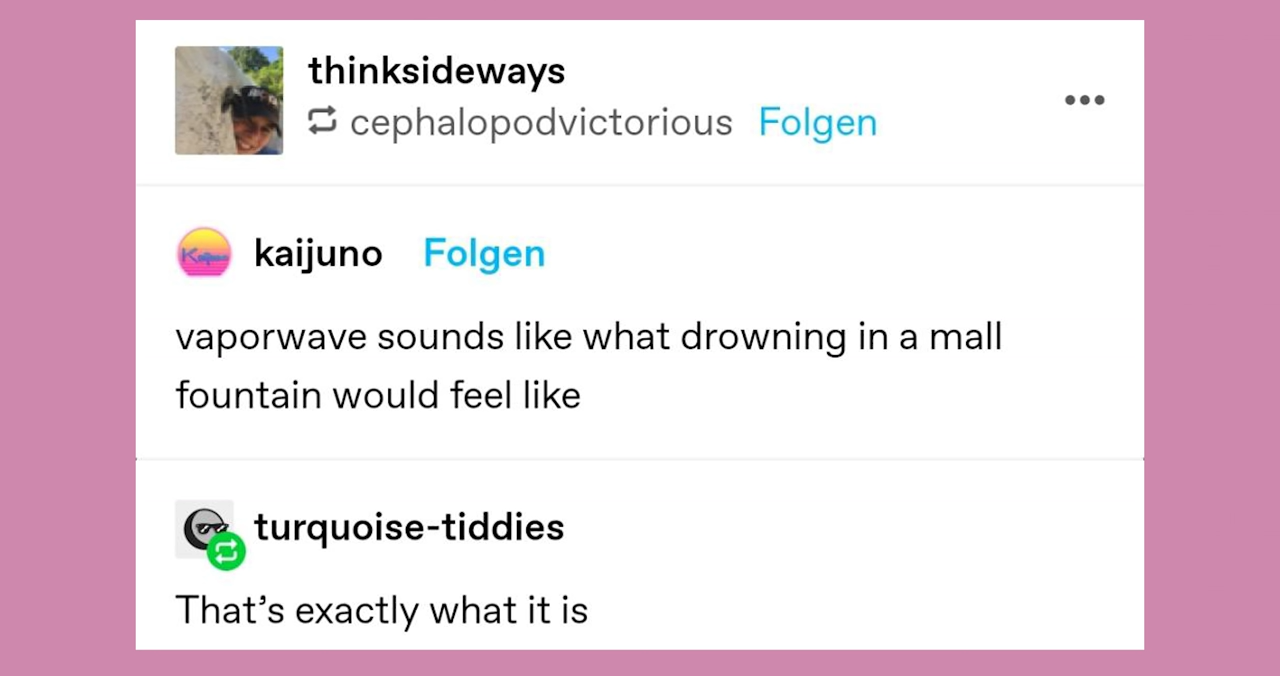 thinksideways
cephalopodvictorious Folgen
kaijuno Folgen
vaporwave sounds like what drowning in a mall
fountain would feel like
turquoise-tiddies
That’s exactly what it is